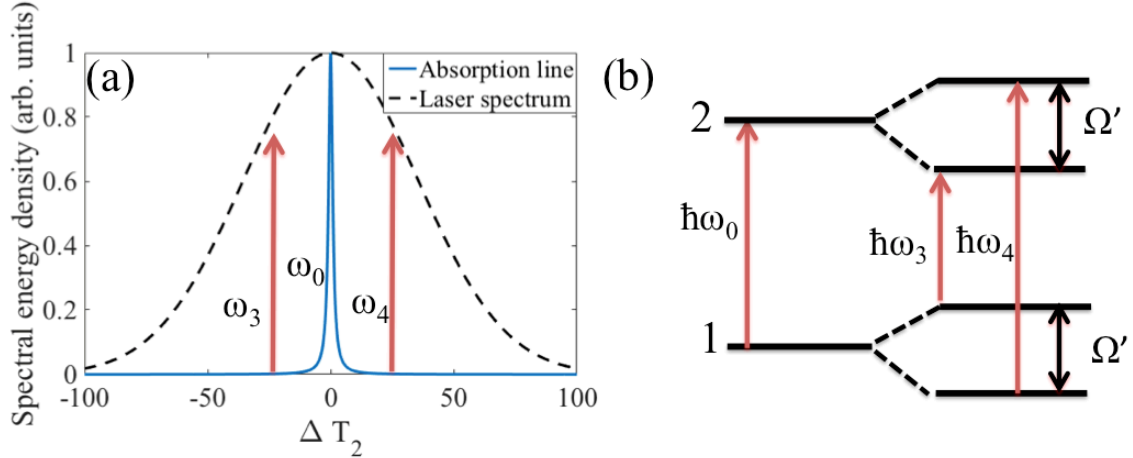 (a)
Spectral energy density (arb. units)
1
0.8
0.6
0.4
0.2
0
-100
-50
0
50
100
Δ T₂
Absorption line
Laser spectrum
ω₃
ω₀
ω₄
(b)
2
1
ħω₀
ħω₃
ħω₄
Ω'
Ω'